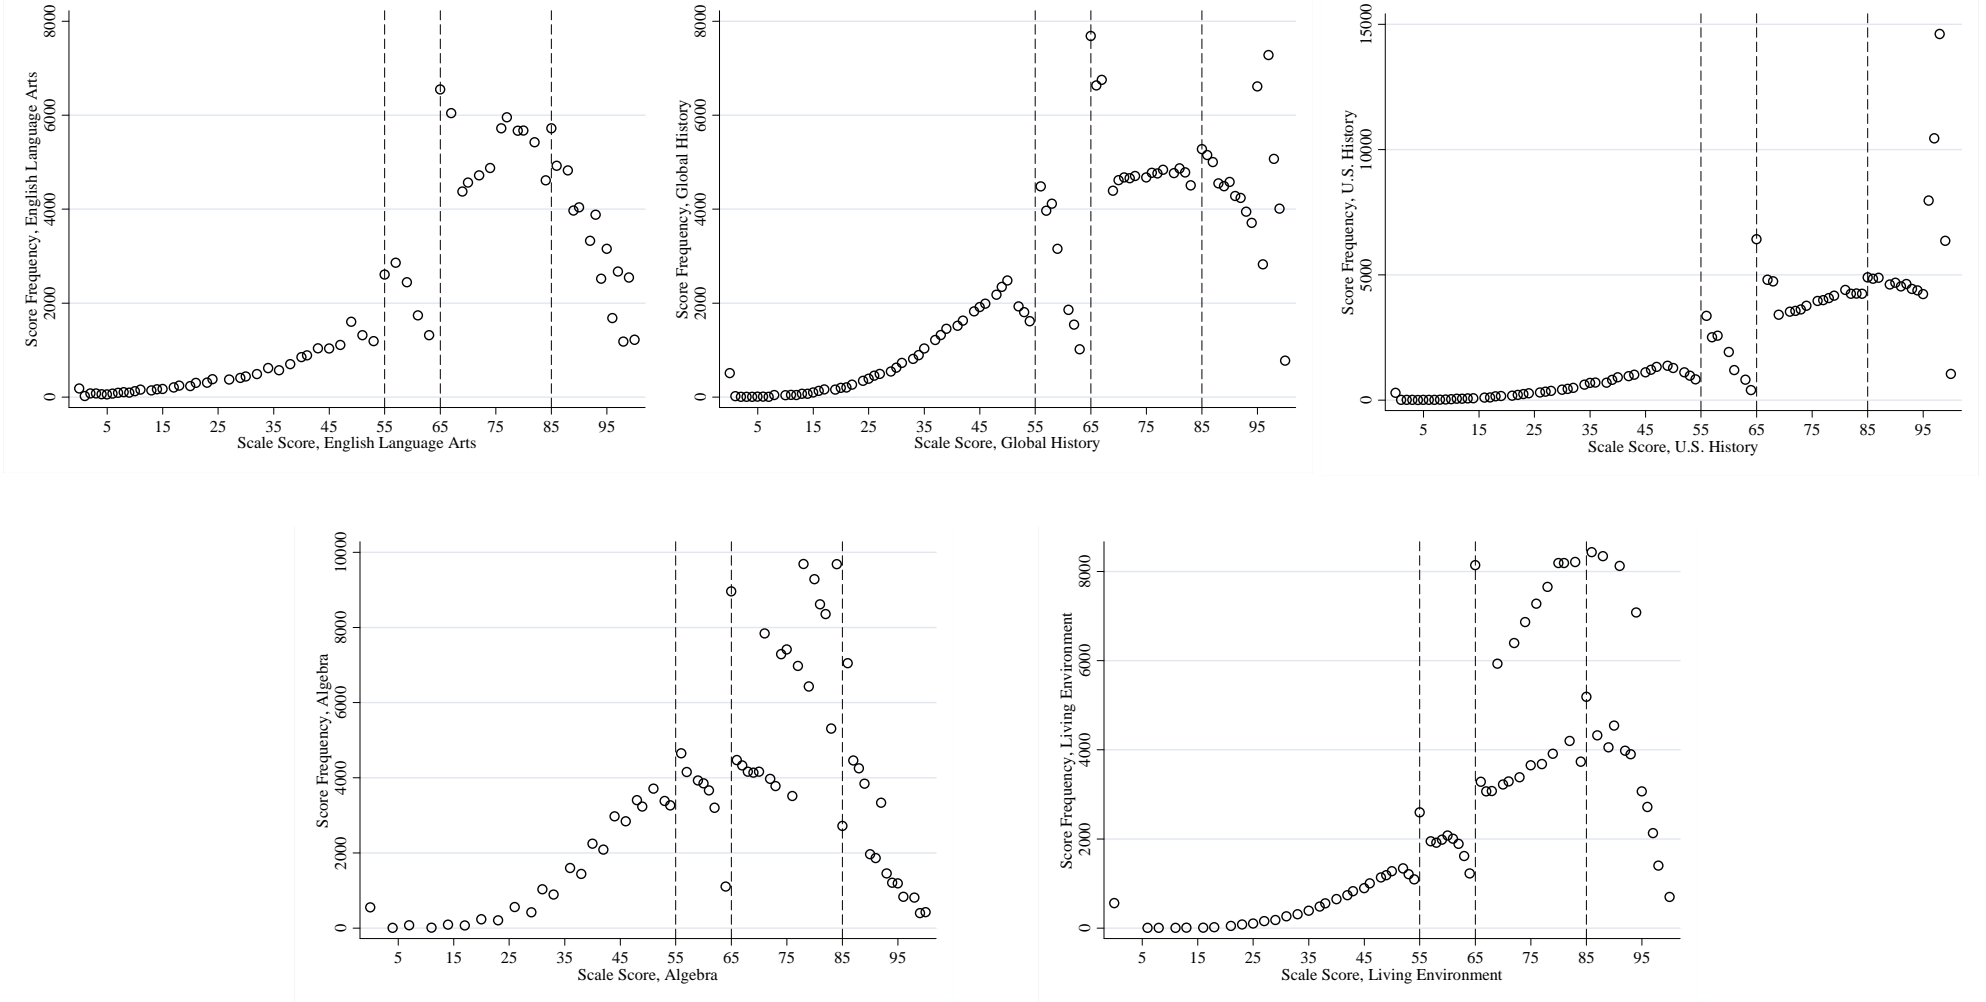 Score Frequency, English Language Arts
0 2000 4000 6000 8000
5 15 25 35 45 55 65 75 85 95
Scale Score, English Language Arts
Score Frequency, Global History
0 2000 4000 6000 8000
5 15 25 35 45 55 65 75 85 95
Scale Score, Global History
Score Frequency, U.S. History
0 5000 10000 15000
5 15 25 35 45 55 65 75 85 95
Scale Score, U.S. History
Score Frequency, Algebra
0 2000 4000 6000 8000 10000
5 15 25 35 45 55 65 75 85 95
Scale Score, Algebra
Score Frequency, Living Environment
0 2000 4000 6000 8000
5 15 25 35 45 55 65 75 85 95
Scale Score, Living Environment